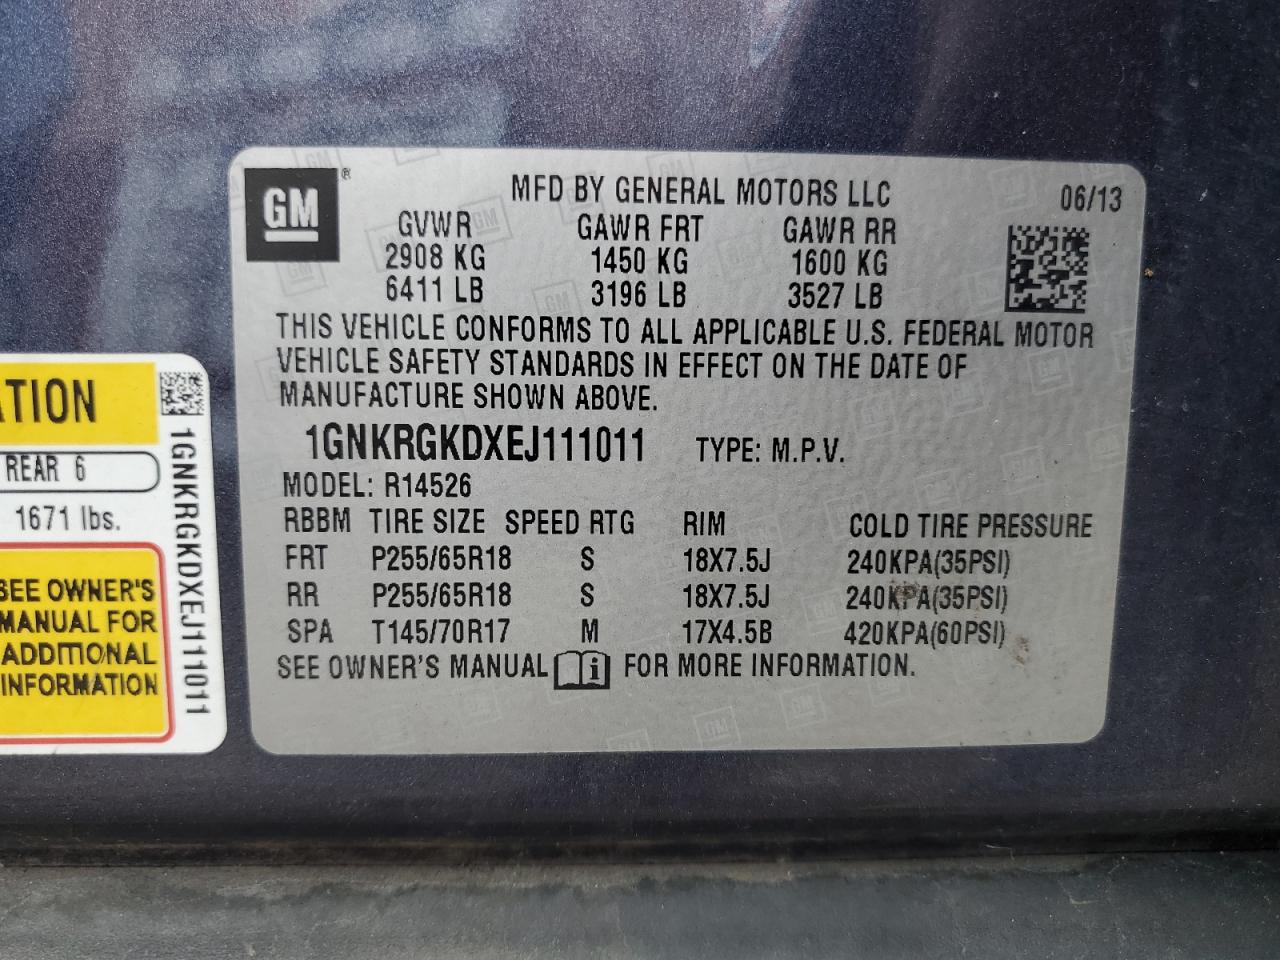 GM ®
MFD BY GENERAL MOTORS LLC
06/13
GVWR GAWR FRT GAWR RR
2908 KG 1450 KG 1600 KG
6411 LB 3196 LB 3527 LB
THIS VEHICLE CONFORMS TO ALL APPLICABLE U.S. FEDERAL MOTOR
VEHICLE SAFETY STANDARDS IN EFFECT ON THE DATE OF
MANUFACTURE SHOWN ABOVE.
1GNKRGKDXEJ111011 TYPE: M.P.V.
MODEL: R14526
RBBM TIRE SIZE SPEED RTG RIM COLD TIRE PRESSURE
FRT P255/65R18 S 18X7.5J 240KPA(35PSI)
RR P255/65R18 S 18X7.5J 240KPA(35PSI)
SPA T145/70R17 M 17X4.5B 420KPA(60PSI)
SEE OWNER'S MANUAL i FOR MORE INFORMATION.
ATION
REAR 6
1671 lbs.
SEE OWNER'S
MANUAL FOR
ADDITIONAL
INFORMATION
1GNKRGKDXEJ111011